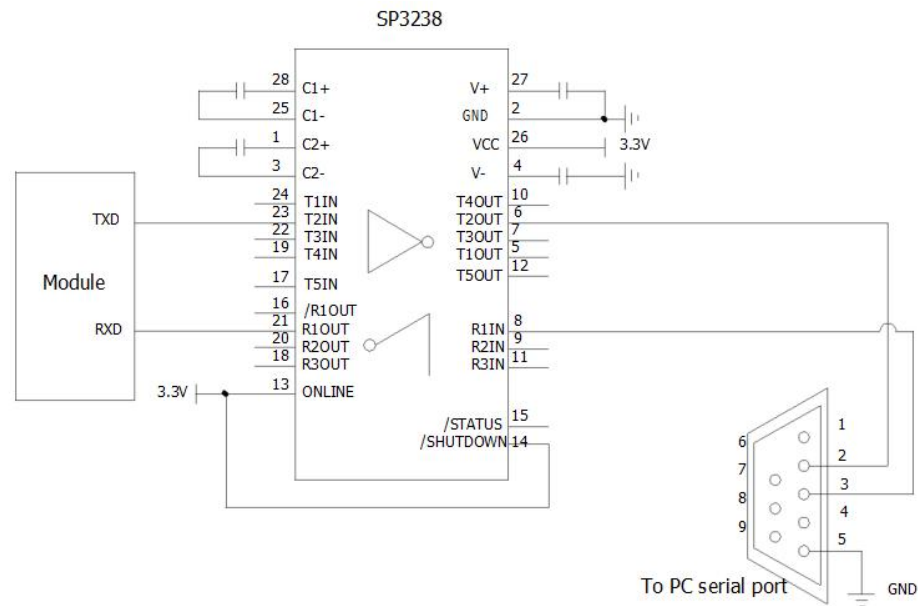 SP3238
28 C1+ V+ 27
25 C1- GND 2
1 C2+ VCC 26 3.3V
3 C2- V- 4
24 T1IN T4OUT 10
TXD 23 T2IN T2OUT 6
22 T3IN T3OUT 7
19 T4IN T1OUT 5
17 T5IN T5OUT 12
Module
16 /R1OUT
RXD 21 R1OUT R1IN 8
20 R2OUT R2IN 9
18 R3OUT R3IN 11
3.3V 13 ONLINE
/STATUS 15
/SHUTDOWN 14
1
6
2
7
3
8
4
9
5
To PC serial port
GND